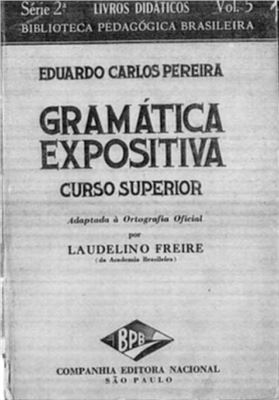 Série 2ª LIVROS DIDÁTICOS Vol. 5
BIBLIOTECA PEDAGÓGICA BRASILEIRA
EDUARDO CARLOS PEREIRA
GRAMÁTICA
EXPOSITIVA
CURSO SUPERIOR
Adaptada à Ortografia Oficial
por
LAUDELINO FREIRE
(da Academia Brasileira)
BPB
COMPANHIA EDITORA NACIONAL
SÃO PAULO